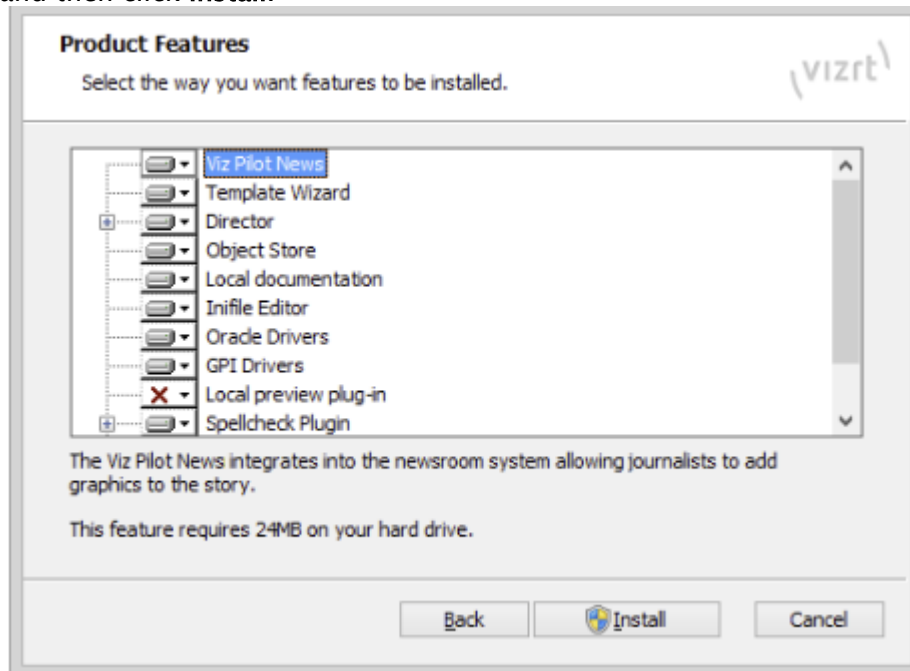 and then click Install.
Product Features
Select the way you want features to be installed.
vizrt
Viz Pilot News
Template Wizard
Director
Object Store
Local documentation
Inifile Editor
Oracle Drivers
GPI Drivers
Local preview plug-in
Spellcheck Plugin
The Viz Pilot News integrates into the newsroom system allowing journalists to add
graphics to the story.
This feature requires 24MB on your hard drive.
Back Install Cancel